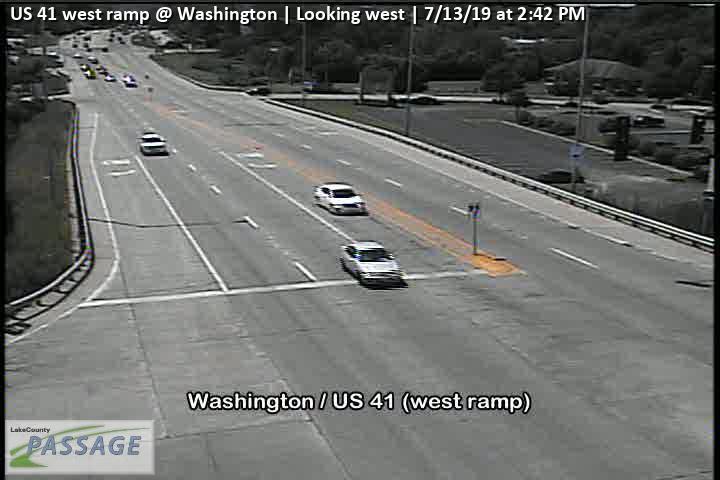 US 41 west ramp @ Washington | Looking west | 7/13/19 at 2:42 PM
Washington / US 41 (west ramp)
LakeCounty
PASSAGE